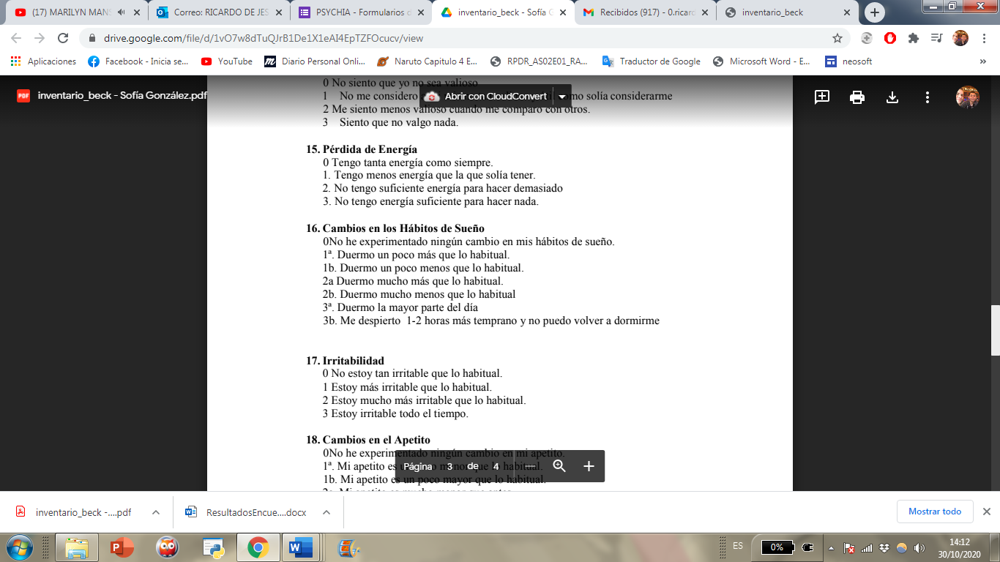 (17) MARILYN MANS
Correo: RICARDO DE JES
PSYCHIA - Formularios d
inventario_beck - Sofía G
Recibidos (917) - 0.ricard
inventario_beck
drive.google.com/file/d/1vO7w8dTuQJrB1De1X1eAI4EpTZFOcucv/view
Aplicaciones
Facebook - Inicia se...
YouTube
Diario Personal Onli...
Naruto Capitulo 4 E...
RPDR_AS02E01_RA...
Traductor de Google
Microsoft Word - E...
neosoft
»
PDF
inventario_beck - Sofía González.pdf
Abrir con CloudConvert
0 No siento que yo no sea valioso
1 No me considero como solía considerarme
2 Me siento menos valioso cuando me comparo con otros.
3 Siento que no valgo nada.
15. Pérdida de Energía
0 Tengo tanta energía como siempre.
1. Tengo menos energía que la que solía tener.
2. No tengo suficiente energía para hacer demasiado
3. No tengo energía suficiente para hacer nada.
16. Cambios en los Hábitos de Sueño
0No he experimentado ningún cambio en mis hábitos de sueño.
1ª. Duermo un poco más que lo habitual.
1b. Duermo un poco menos que lo habitual.
2a Duermo mucho más que lo habitual.
2b. Duermo mucho menos que lo habitual
3ª. Duermo la mayor parte del día
3b. Me despierto 1-2 horas más temprano y no puedo volver a dormirme
17. Irritabilidad
0 No estoy tan irritable que lo habitual.
1 Estoy más irritable que lo habitual.
2 Estoy mucho más irritable que lo habitual.
3 Estoy irritable todo el tiempo.
18. Cambios en el Apetito
0No he experimentado ningún cambio en mi apetito.
1ª. Mi apetito es un poco menor que lo habitual.
1b. Mi apetito es un poco mayor que lo habitual.
Página 3 de 4
inventario_beck -....pdf
ResultadosEncue....docx
Mostrar todo
ES
0%
14:12
30/10/2020